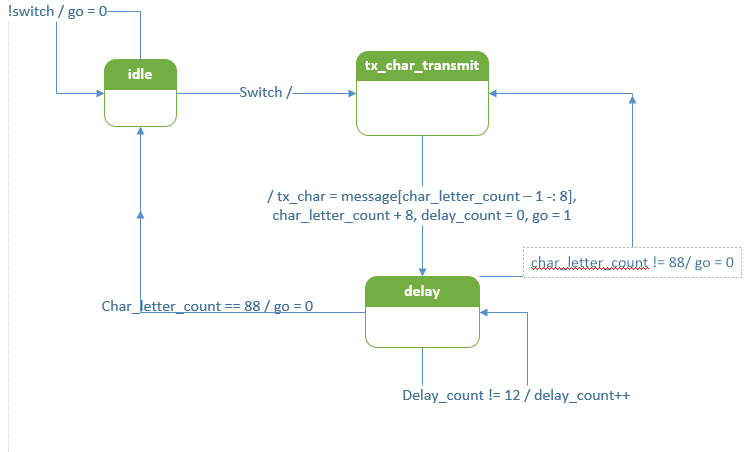 !switch / go = 0
idle
tx_char_transmit
Switch /
/ tx_char = message[char_letter_count – 1 -: 8],
char_letter_count + 8, delay_count = 0, go = 1
char_letter_count != 88/ go = 0
delay
Char_letter_count == 88 / go = 0
Delay_count != 12 / delay_count++